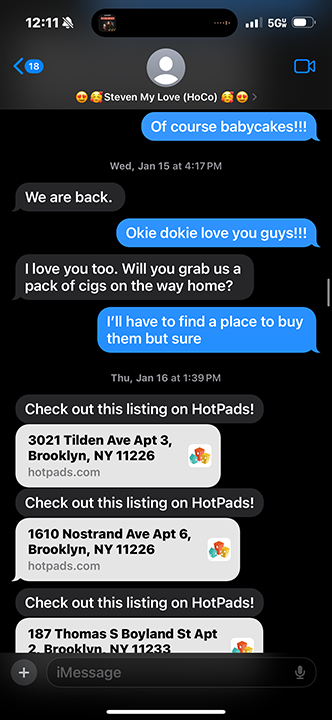 12:11
5G
18
😍🥰Steven My Love (HoCo) 🥰😍
Of course babycakes!!!
Wed, Jan 15 at 4:17 PM
We are back.
Okie dokie love you guys!!!
I love you too. Will you grab us a
pack of cigs on the way home?
I'll have to find a place to buy
them but sure
Thu, Jan 16 at 1:39 PM
Check out this listing on HotPads!
3021 Tilden Ave Apt 3,
Brooklyn, NY 11226
hotpads.com
Check out this listing on HotPads!
1610 Nostrand Ave Apt 6,
Brooklyn, NY 11226
hotpads.com
Check out this listing on HotPads!
187 Thomas S Boyland St Apt
2, Brooklyn, NY 11233
iMessage